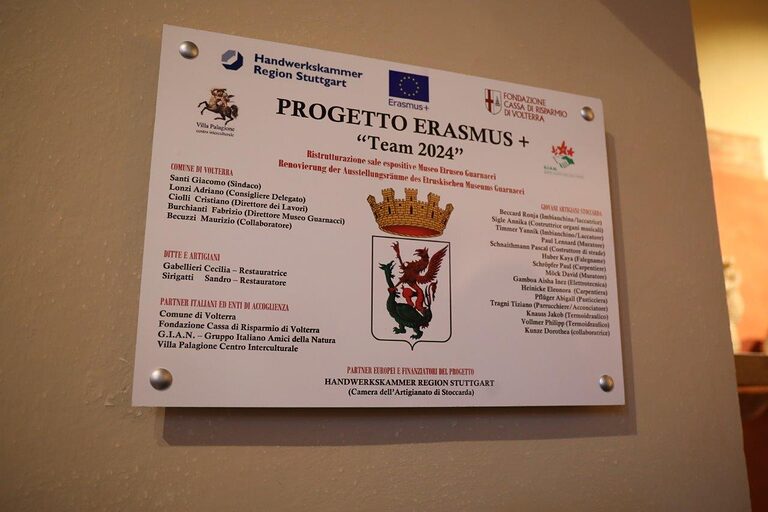 Handwerkskammer
Region Stuttgart
Erasmus+
FONDAZIONE
CASSA DI RISPARMIO
DI VOLTERRA
Villa Palagione
centro interculturale
PROGETTO ERASMUS +
“Team 2024”
Ristrutturazione sale espositive Museo Etrusco Guarnacci
Renovierung der Ausstellungsräume des Etruskischen Museums Guarnacci
COMUNE DI VOLTERRA
Santi Giacomo (Sindaco)
Lonzi Adriano (Consigliere Delegato)
Ciolli Cristiano (Direttore dei Lavori)
Burchianti Fabrizio (Direttore Museo Guarnacci)
Becuzzi Maurizio (Collaboratore)
DITTE E ARTIGIANI
Gabellieri Cecilia – Restauratrice
Sirigatti Sandro – Restauratore
PARTNER ITALIANI ED ENTI DI ACCOGLIENZA
Comune di Volterra
Fondazione Cassa di Risparmio di Volterra
G.I.A.N. – Gruppo Italiano Amici della Natura
Villa Palagione Centro Interculturale
GIOVANI ARTIGIANI STOCCARDA
Beccard Ronja (Imbianchino/laccatrice)
Sigle Annika (Costruttrice organi musicali)
Timmer Yannik (Imbianchino/Laccatore)
Paul Lennard (Muratore)
Schnaithmann Pascal (Costruttore di strade)
Huber Kaya (Falegname)
Schröpfer Paul (Carpentiere)
Möck David (Muratore)
Gamboa Aisha Inez (Elettrotecnica)
Heinicke Eleonora (Carpentiera)
Pflüger Abigail (Pasticciera)
Tragni Tiziano (Parrucchiere/Acconciatore)
Knauss Jakob (Termoidraulico)
Vollmer Philipp (Termoidraulico)
Kunze Dorothea (collaboratrice)
PARTNER EUROPEI E FINANZIATORI DEL PROGETTO
HANDWERKSKAMMER REGION STUTTGART
(Camera dell'Artigianato di Stoccarda)